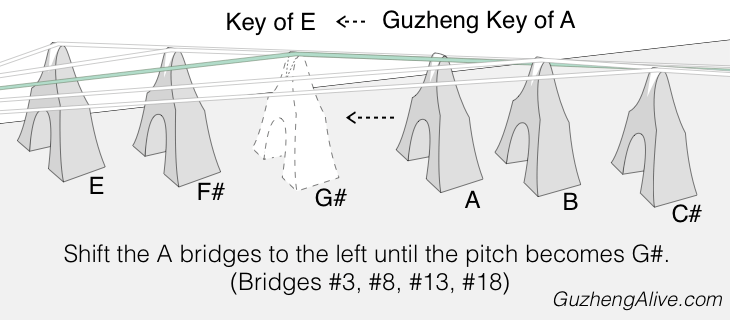 Key of E <--- Guzheng Key of A
E
F#
G#
A
B
C#
Shift the A bridges to the left until the pitch becomes G#.
(Bridges #3, #8, #13, #18)
GuzhengAlive.com